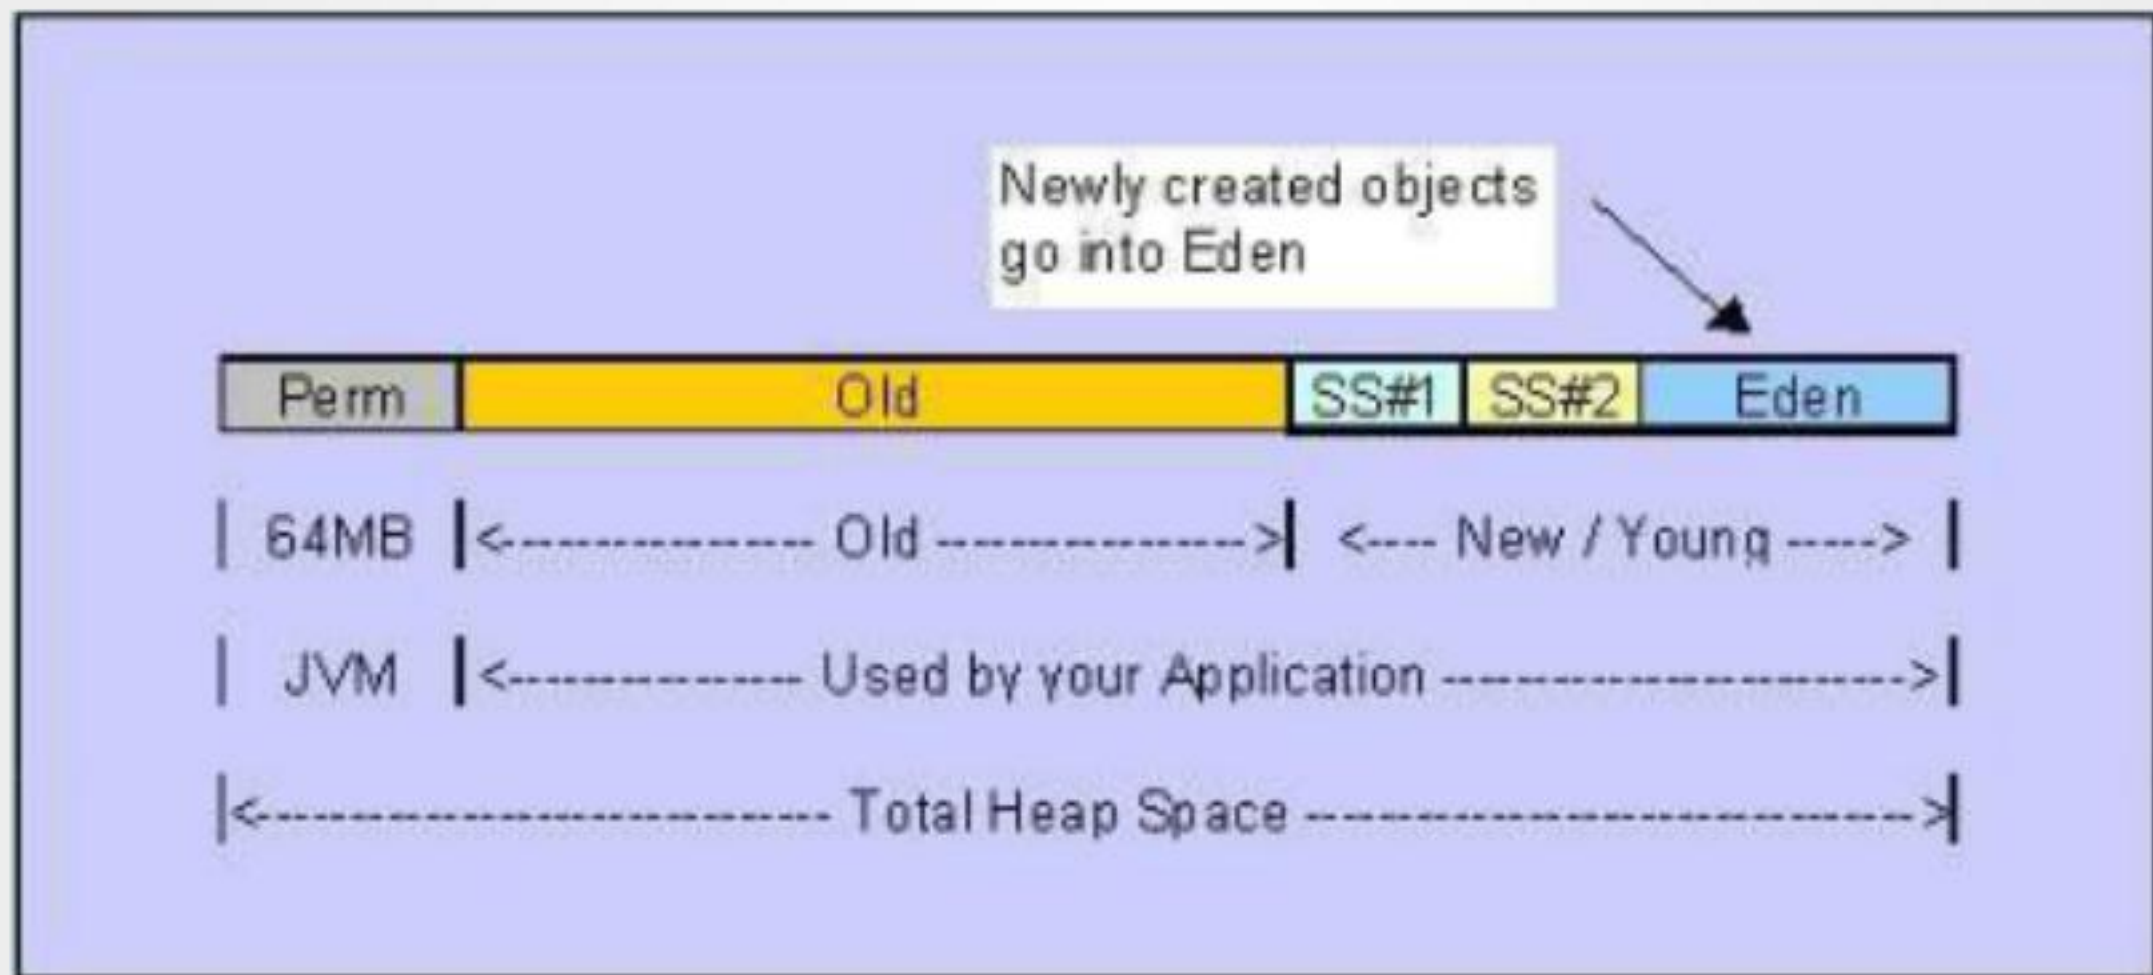 Newly created objects
go into Eden
Perm Old SS#1 SS#2 Eden
64MB |<---------------- Old ----------------->| <---- New / Young ----->|
JVM |<---------------- Used by your Application ------------------------->|
|<------------------------------ Total Heap Space -------------------------------->|